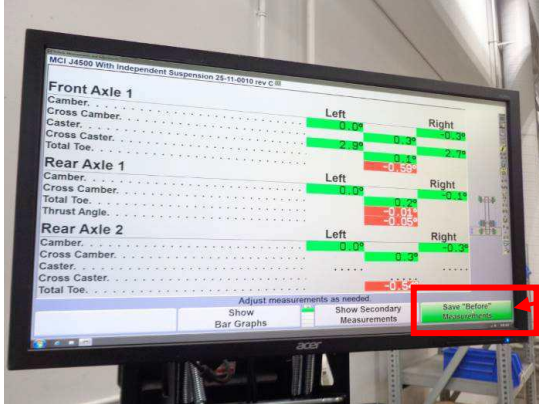 MCI J4500 With Independent Suspension 25-11-0010 rev C
Front Axle 1
Left Right
Camber. 0.0° -0.3°
Cross Camber. 0.3°
Caster. 2.9° 2.7°
Cross Caster. 0.1°
Total Toe. -0.58°
Rear Axle 1
Left Right
Camber. 0.0° -0.1°
Cross Camber. 0.2°
Total Toe. -0.01°
Thrust Angle. -0.05°
Rear Axle 2
Left Right
Camber. 0.0° -0.3°
Cross Camber. 0.3°
Caster.
Cross Caster.
Total Toe.
Adjust measurements as needed.
Show
Bar Graphs
Show Secondary
Measurements
Save "Before"
Measurements
acer